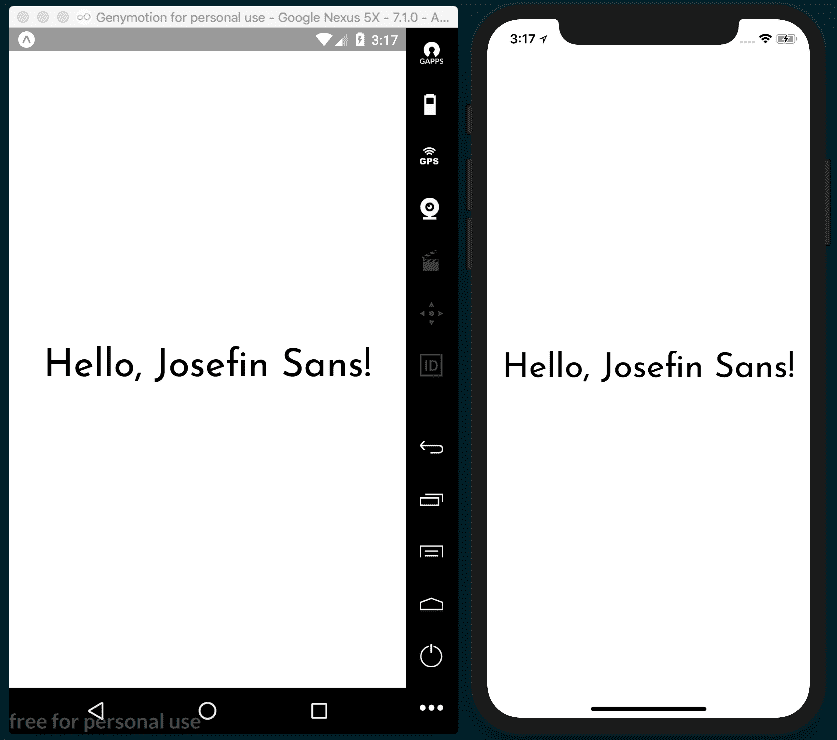 Genymotion for personal use - Google Nexus 5X - 7.1.0 - A...
3:17
GAPPS
GPS
Hello, Josefin Sans!
ID
free for personal use
3:17
Hello, Josefin Sans!